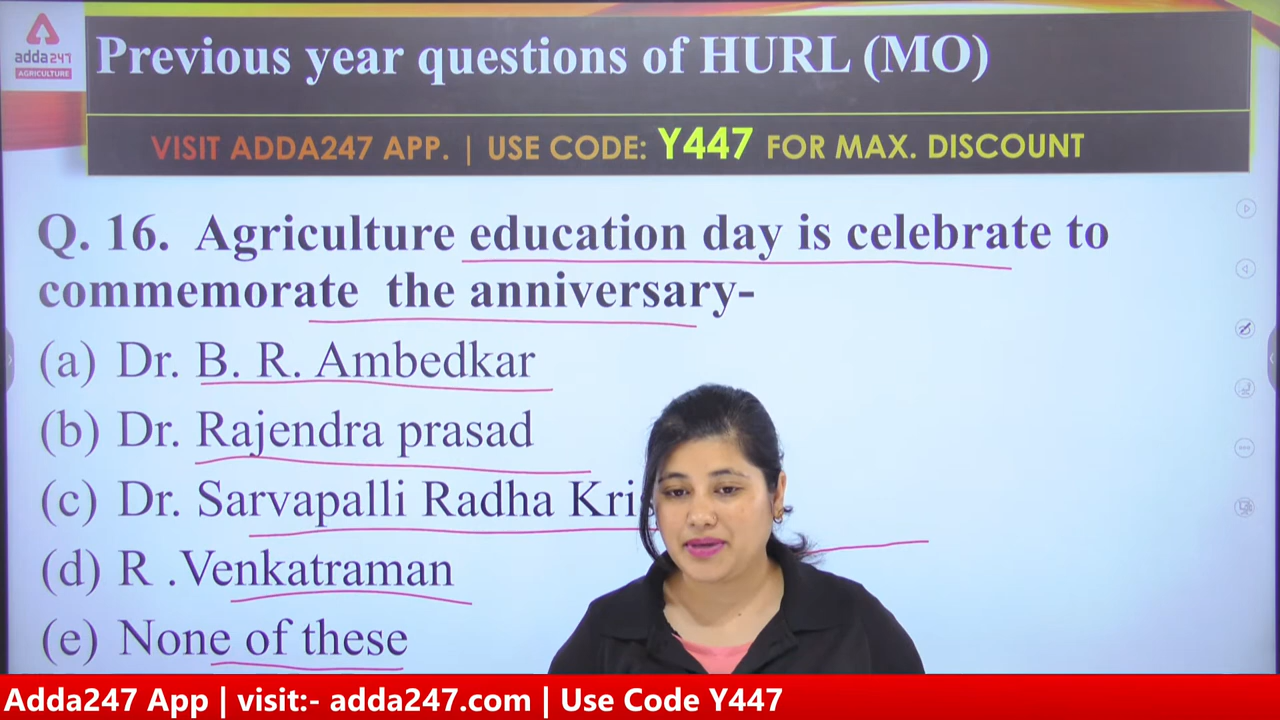 adda247
AGRICULTURE
Previous year questions of HURL (MO)
VISIT ADDA247 APP. | USE CODE: Y447 FOR MAX. DISCOUNT
Q. 16. Agriculture education day is celebrate to
commemorate the anniversary-
(a) Dr. B. R. Ambedkar
(b) Dr. Rajendra prasad
(c) Dr. Sarvapalli Radha
(d) R .Venkatraman
(e) None of these
Adda247 App | visit:- adda247.com | Use Code Y447